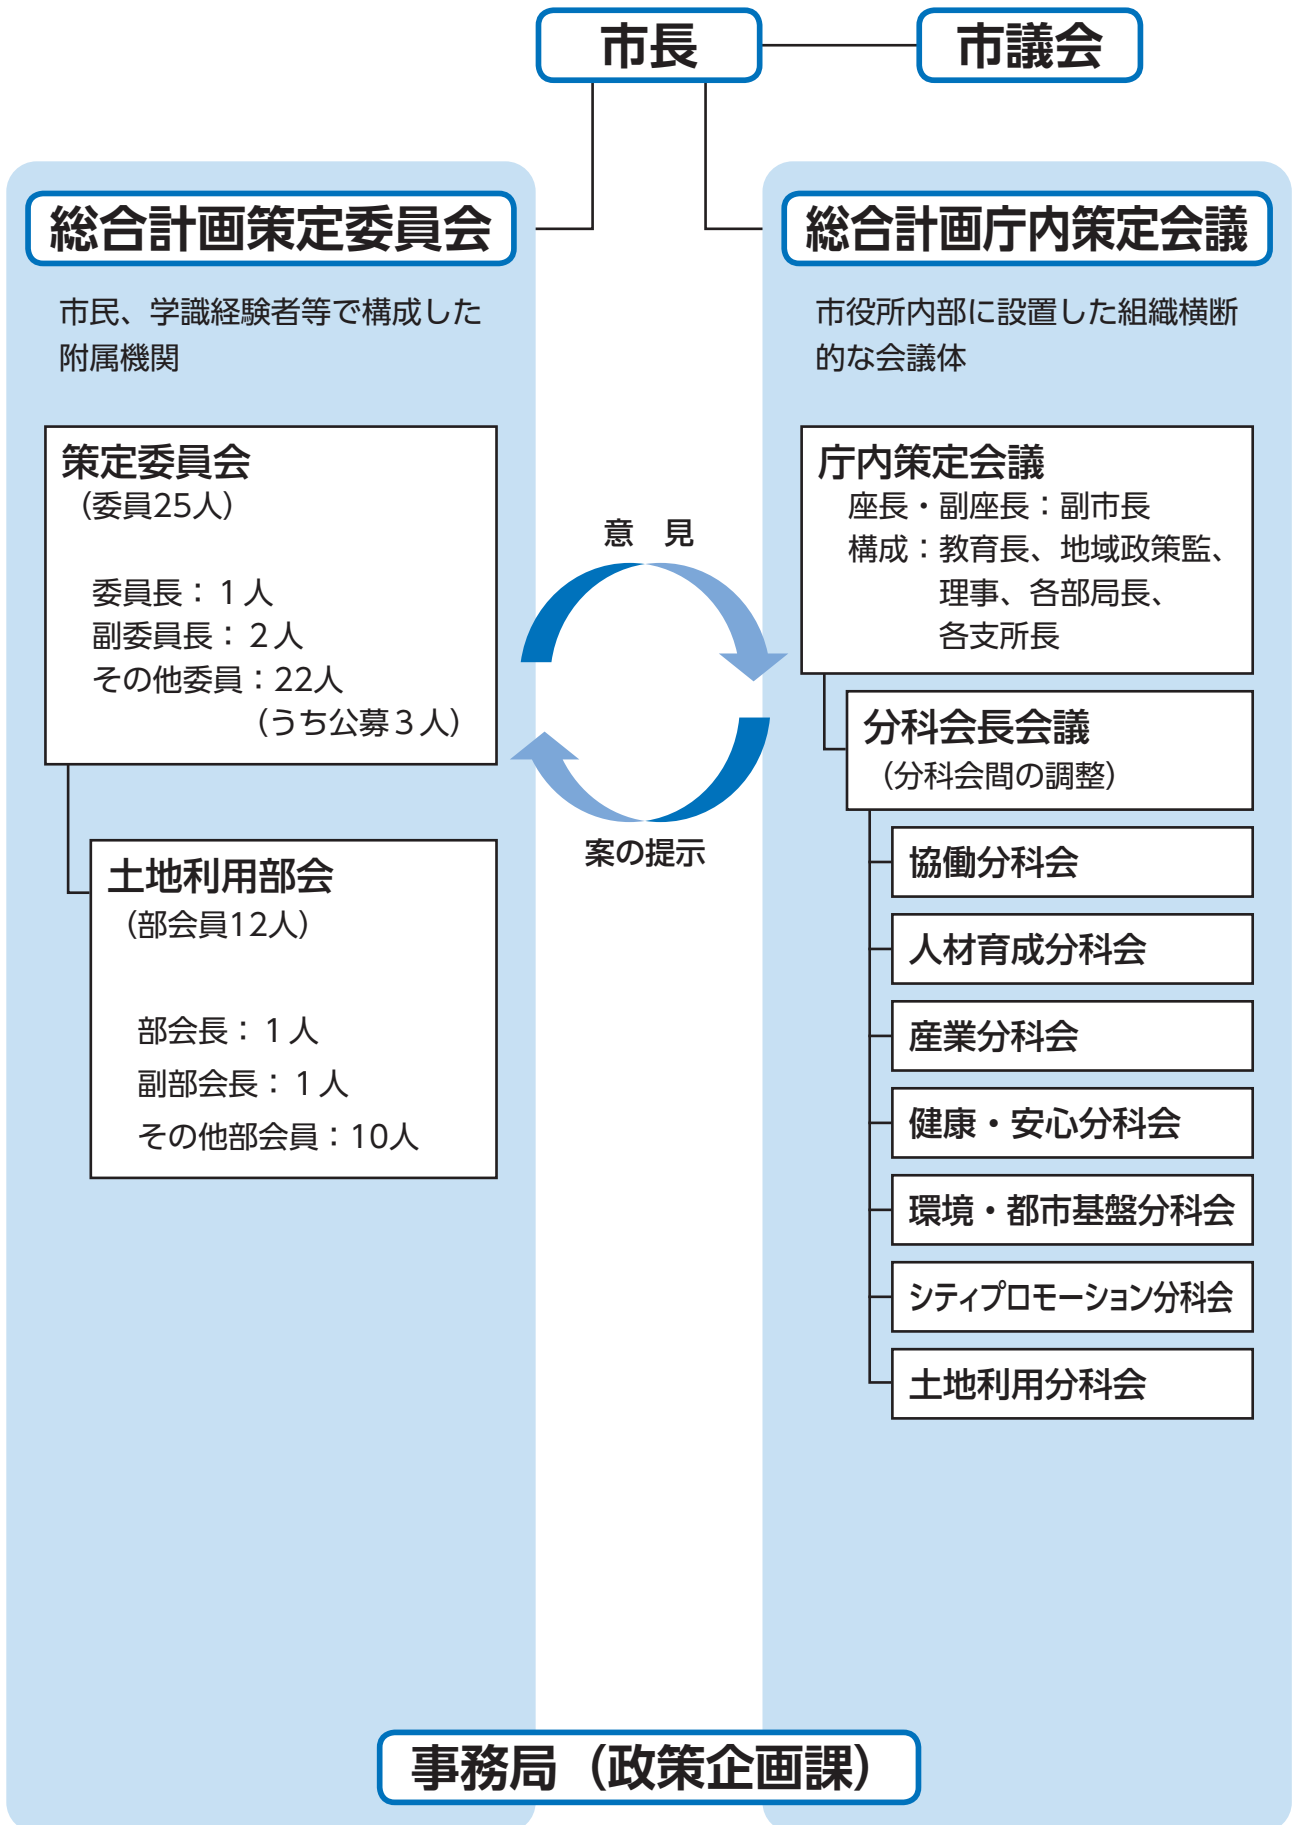 市長
市議会
総合計画策定委員会
市民、学識経験者等で構成した
附属機関
策定委員会
（委員25人）
委員長：１人
副委員長：２人
その他委員：22人
（うち公募３人）
土地利用部会
（部会員12人）
部会長：１人
副部会長：１人
その他部会員：10人
意　見
案の提示
総合計画庁内策定会議
市役所内部に設置した組織横断
的な会議体
庁内策定会議
座長・副座長：副市長
構成：教育長、地域政策監、
理事、各部局長、
各支所長
分科会長会議
（分科会間の調整）
協働分科会
人材育成分科会
産業分科会
健康・安心分科会
環境・都市基盤分科会
シティプロモーション分科会
土地利用分科会
事務局（政策企画課）